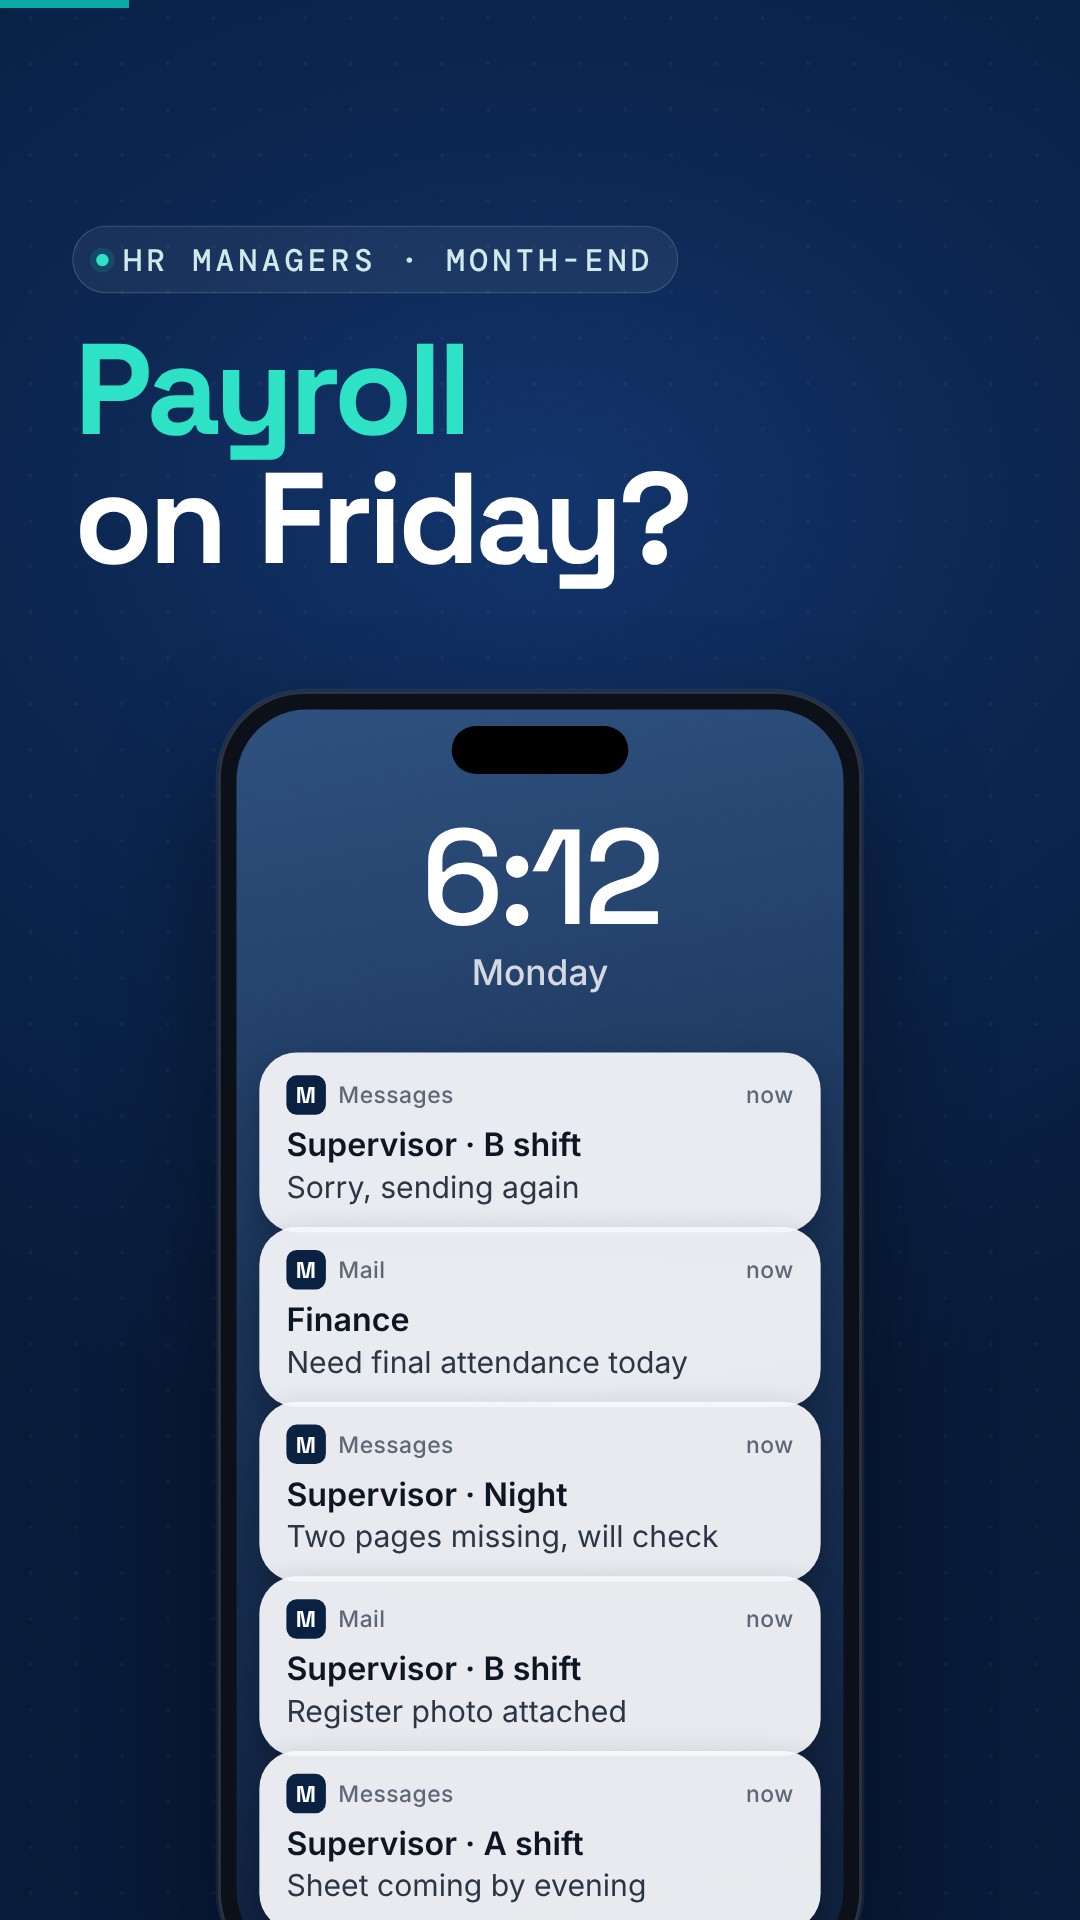 HR MANAGERS · MONTH-END
Payroll
on Friday?
6:12
Monday
M Messages now
Supervisor · B shift
Sorry, sending again
M Mail now
Finance
Need final attendance today
M Messages now
Supervisor · Night
Two pages missing, will check
M Mail now
Supervisor · B shift
Register photo attached
M Messages now
Supervisor · A shift
Sheet coming by evening